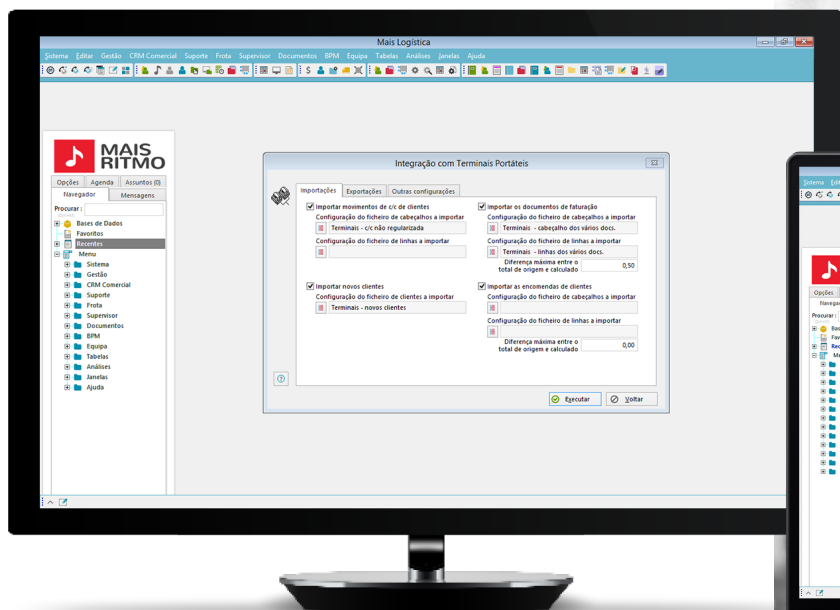 Mais Logística
Sistema Editar Gestão CRM Comercial Suporte Frota Supervisor Documentos BPM Equipa Tabelas Análises Janelas Ajuda
MAIS
RITMO
Opções Agenda Assuntos (0)
Navegador Mensagens
Procurar :
Bases de Dados
Favoritos
Recentes
Menu
Sistema
Gestão
CRM Comercial
Suporte
Frota
Supervisor
Documentos
BPM
Equipa
Tabelas
Análises
Janelas
Ajuda
Integração com Terminais Portáteis
Importações Exportações Outras configurações
Importar movimentos de c/c de clientes
Configuração do ficheiro de cabeçalhos a importar
Terminais - c/c não regularizada
Configuração do ficheiro de linhas a importar
Importar os documentos de faturação
Configuração do ficheiro de cabeçalhos a importar
Terminais - cabeçalho dos vários docs.
Configuração do ficheiro de linhas a importar
Terminais - linhas dos vários docs.
Diferença máxima entre o
total de origem e calculado 0,50
Importar novos clientes
Configuração do ficheiro de clientes a importar
Terminais - novos clientes
Importar as encomendas de clientes
Configuração do ficheiro de cabeçalhos a importar
Configuração do ficheiro de linhas a importar
Diferença máxima entre o
total de origem e calculado 0,00
Executar Voltar
Sistema
Opções
Procurar :